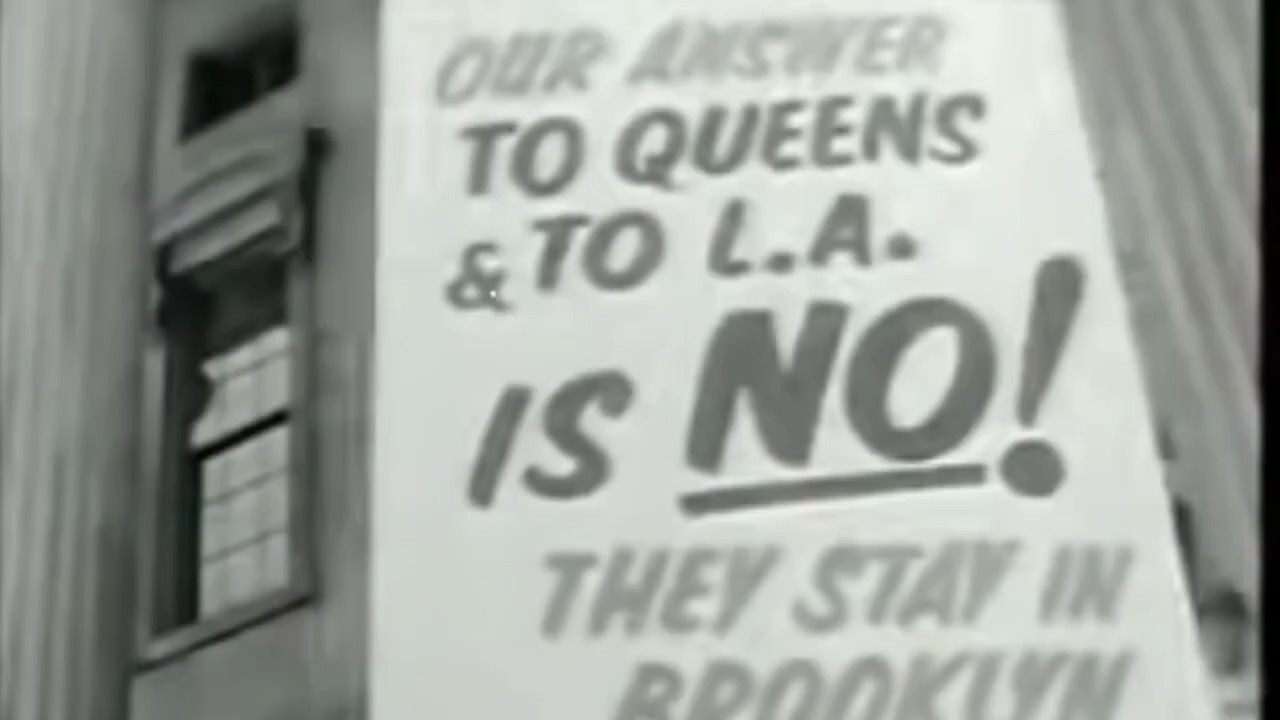 OUR ANSWER
TO QUEENS
& TO L.A.
IS NO!
THEY STAY IN
BROOKLYN